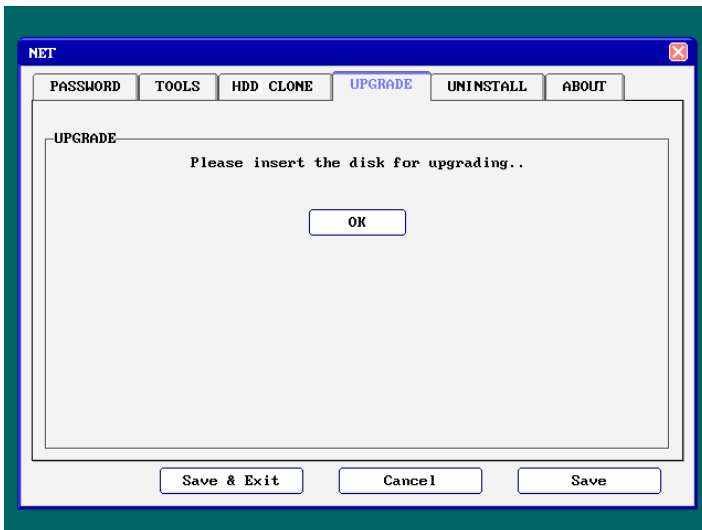 NET
PASSWORD TOOLS HDD CLONE UPGRADE UNINSTALL ABOUT
UPGRADE
Please insert the disk for upgrading..
OK
Save & Exit Cancel Save